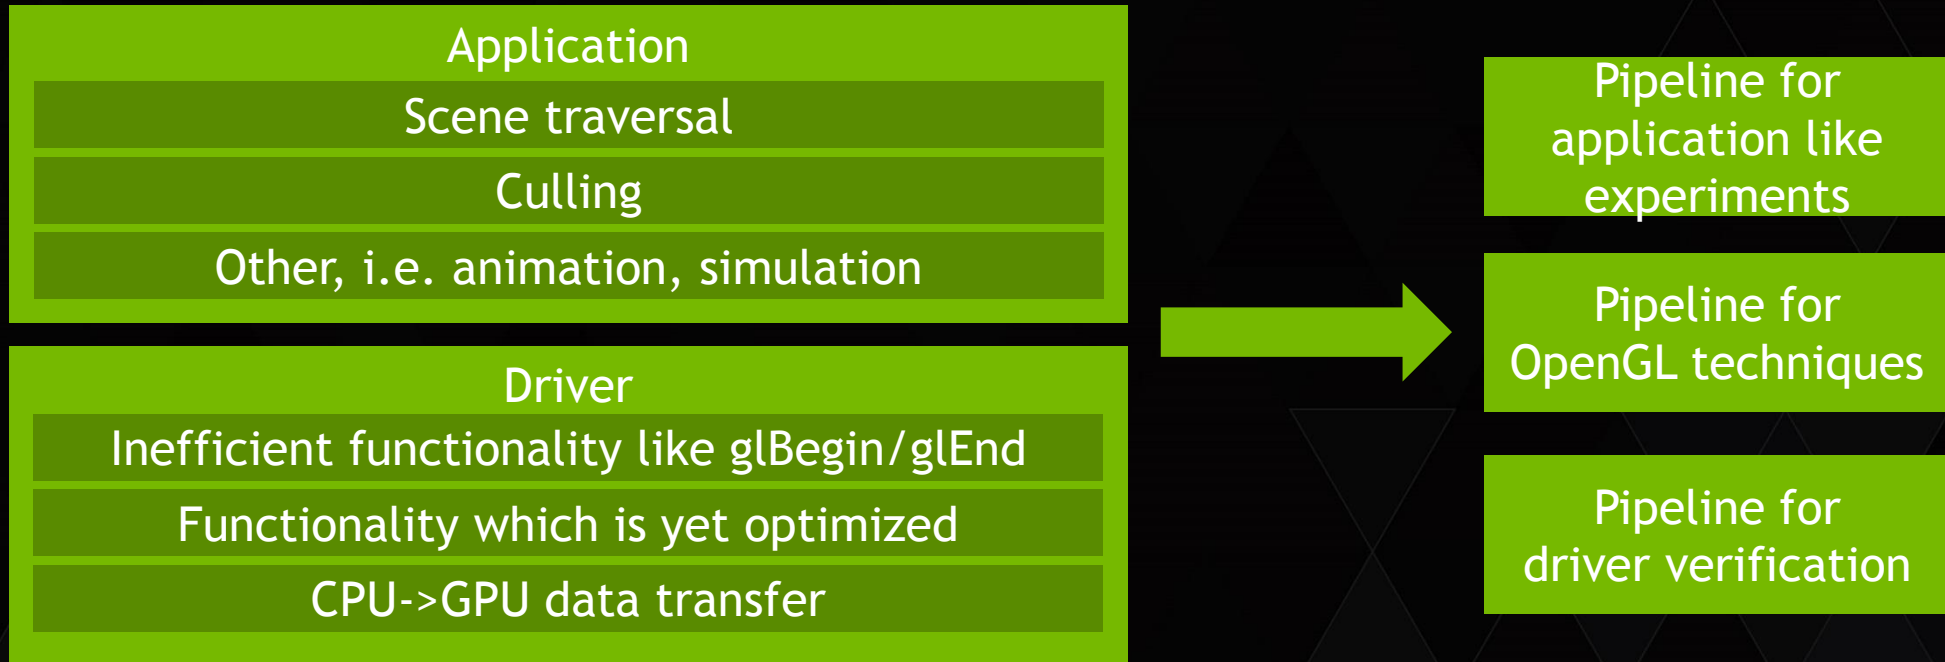 Application
Scene traversal
Culling
Other, i.e. animation, simulation
Driver
Inefficient functionality like glBegin/glEnd
Functionality which is yet optimized
CPU->GPU data transfer
Pipeline for
application like
experiments
Pipeline for
OpenGL techniques
Pipeline for
driver verification